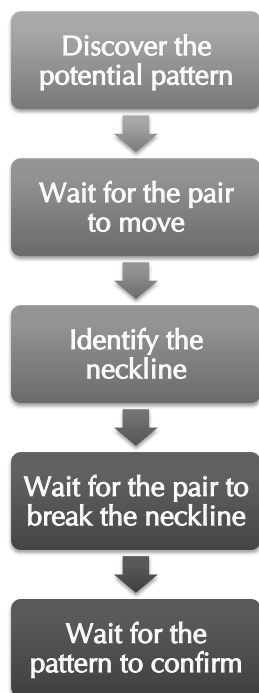 Discover the
potential pattern
Wait for the pair
to move
Identify the
neckline
Wait for the pair to
break the neckline
Wait for the
pattern to confirm